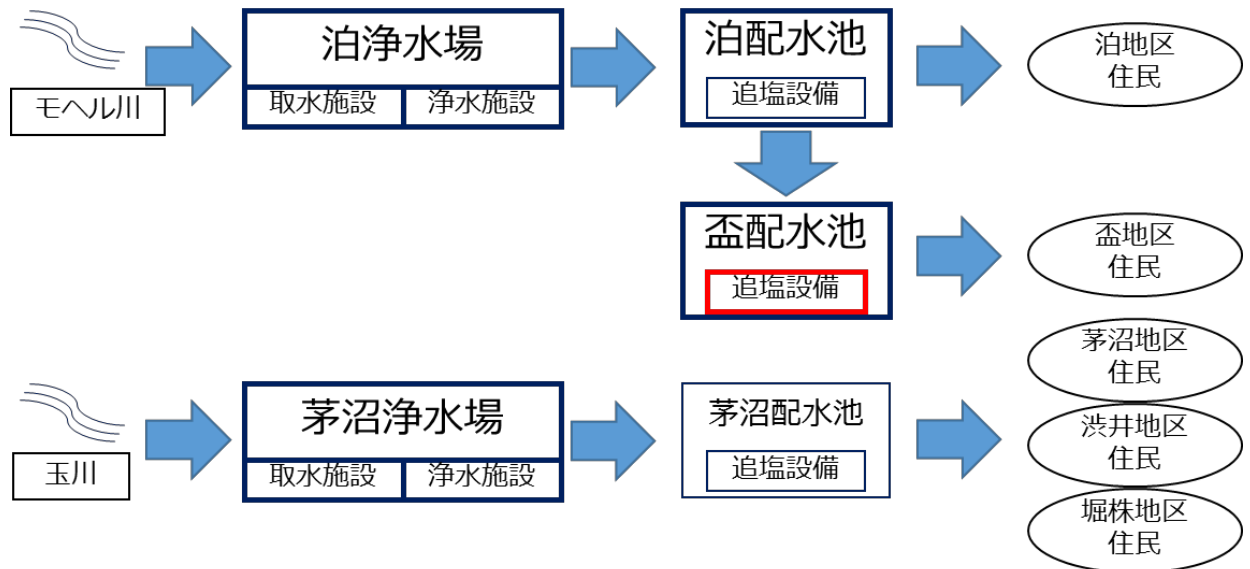 モヘル川
泊浄水場
取水施設
浄水施設
泊配水池
追塩設備
泊地区
住民
盃配水池
追塩設備
盃地区
住民
玉川
茅沼浄水場
取水施設
浄水施設
茅沼配水池
追塩設備
茅沼地区
住民
渋井地区
住民
堀株地区
住民